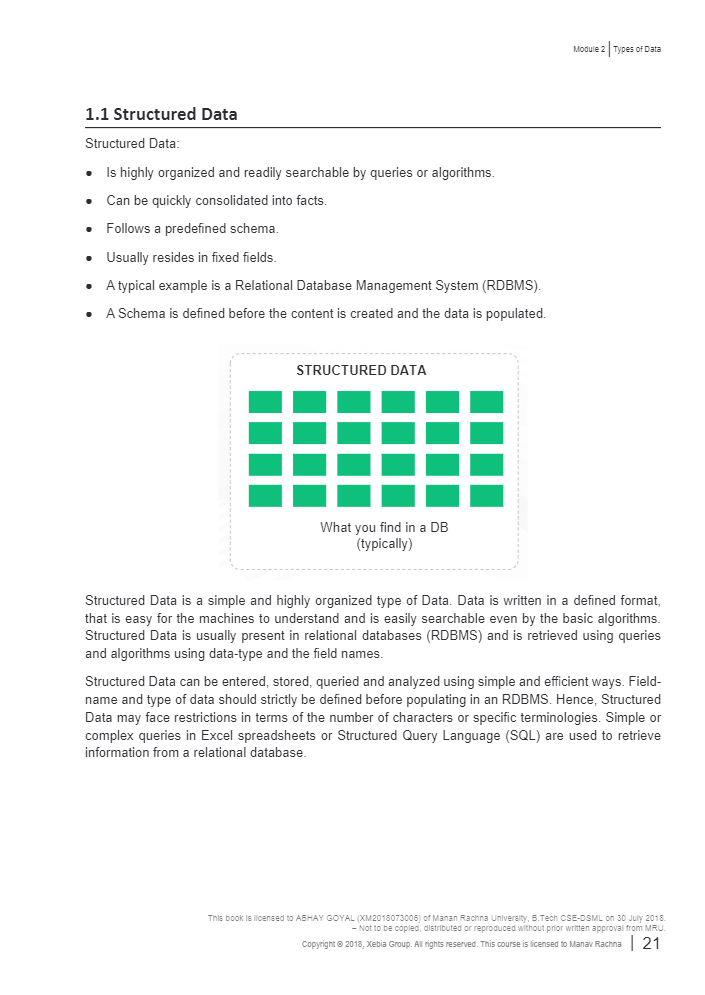 Module 2 | Types of Data
1.1 Structured Data
Structured Data:
● Is highly organized and readily searchable by queries or algorithms.
● Can be quickly consolidated into facts.
● Follows a predefined schema.
● Usually resides in fixed fields.
● A typical example is a Relational Database Management System (RDBMS).
● A Schema is defined before the content is created and the data is populated.
STRUCTURED DATA
What you find in a DB
(typically)
Structured Data is a simple and highly organized type of Data. Data is written in a defined format,
that is easy for the machines to understand and is easily searchable even by the basic algorithms.
Structured Data is usually present in relational databases (RDBMS) and is retrieved using queries
and algorithms using data-type and the field names.
Structured Data can be entered, stored, queried and analyzed using simple and efficient ways. Field-
name and type of data should strictly be defined before populating in an RDBMS. Hence, Structured
Data may face restrictions in terms of the number of characters or specific terminologies. Simple or
complex queries in Excel spreadsheets or Structured Query Language (SQL) are used to retrieve
information from a relational database.
This book is licensed to ABHAY GOYAL (XM2018073006) of Manan Rachna University, B.Tech CSE-DSML on 30 July 2018.
– Not to be copied, distributed or reproduced without prior written approval from MRU.
Copyright © 2018, Xebia Group. All rights reserved. This course is licensed to Manav Rachna | 21